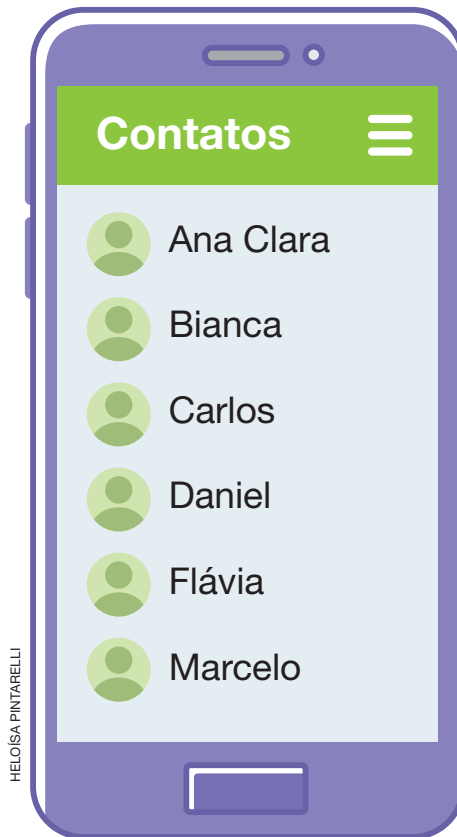 Contatos
Ana Clara
Bianca
Carlos
Daniel
Flávia
Marcelo
HELOÍSA PINTARELLI